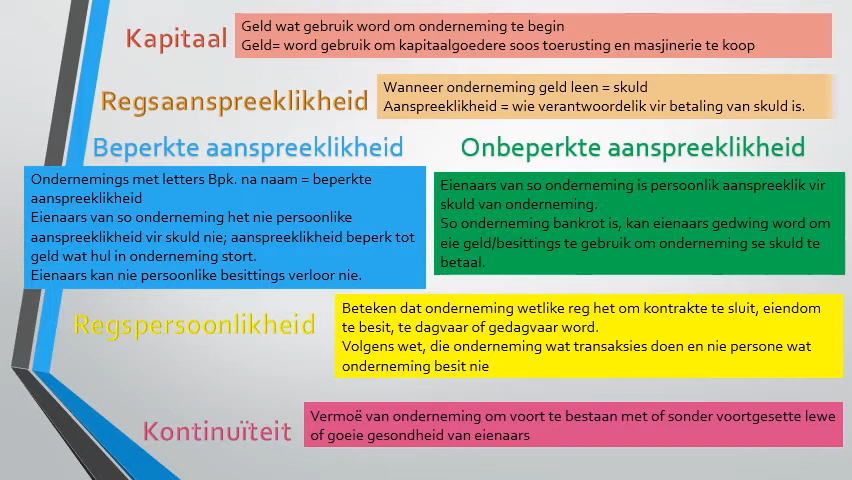 Kapitaal
Geld wat gebruik word om onderneming te begin
Geld= word gebruik om kapitaalgoedere soos toerusting en masjinerie te koop
Regsaanspreeklikheid
Wanneer onderneming geld leen = skuld
Aanspreeklikheid = wie verantwoordelik vir betaling van skuld is.
Beperkte aanspreeklikheid
Ondernemings met letters Bpk. na naam = beperkte
aanspreeklikheid
Eienaars van so onderneming het nie persoonlike
aanspreeklikheid vir skuld nie; aanspreeklikheid beperk tot
geld wat hul in onderneming stort.
Eienaars kan nie persoonlike besittings verloor nie.
Onbeperkte aanspreeklikheid
Eienaars van so onderneming is persoonlik aanspreeklik vir
skuld van onderneming.
So onderneming bankrot is, kan eienaars gedwing word om
eie geld/besittings te gebruik om onderneming se skuld te
betaal.
Regspersoonlikheid
Beteken dat onderneming wetlike reg het om kontrakte te sluit, eiendom
te besit, te dagvaar of gedagvaar word.
Volgens wet, die onderneming wat transaksies doen en nie persone wat
onderneming besit nie
Kontinuïteit
Vermoë van onderneming om voort te bestaan met of sonder voortgesette lewe
of goeie gesondheid van eienaars